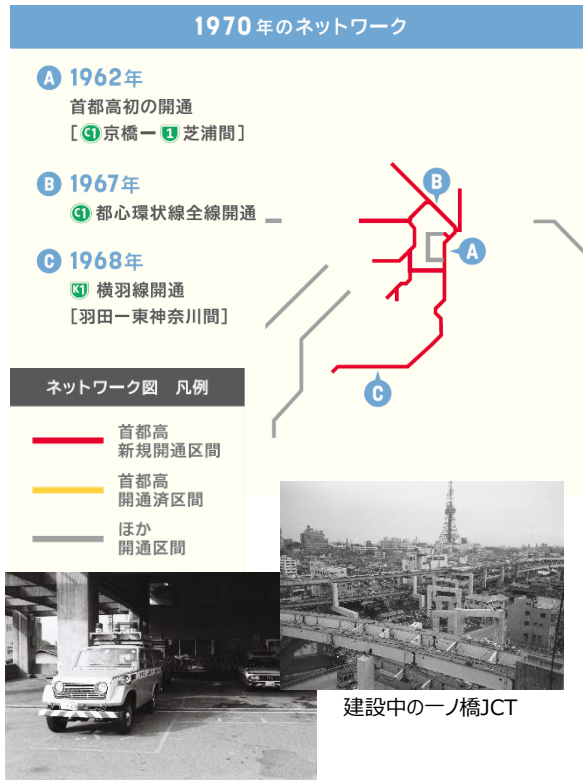 1970年のネットワーク
A 1962年
首都高初の開通
[C1京橋ー1芝浦間]
B 1967年
C1 都心環状線全線開通
C 1968年
K1 横羽線開通
[羽田ー東神奈川間]
B
A
C
ネットワーク図 凡例
首都高
新規開通区間
首都高
開通済区間
ほか
開通区間
建設中の一ノ橋JCT